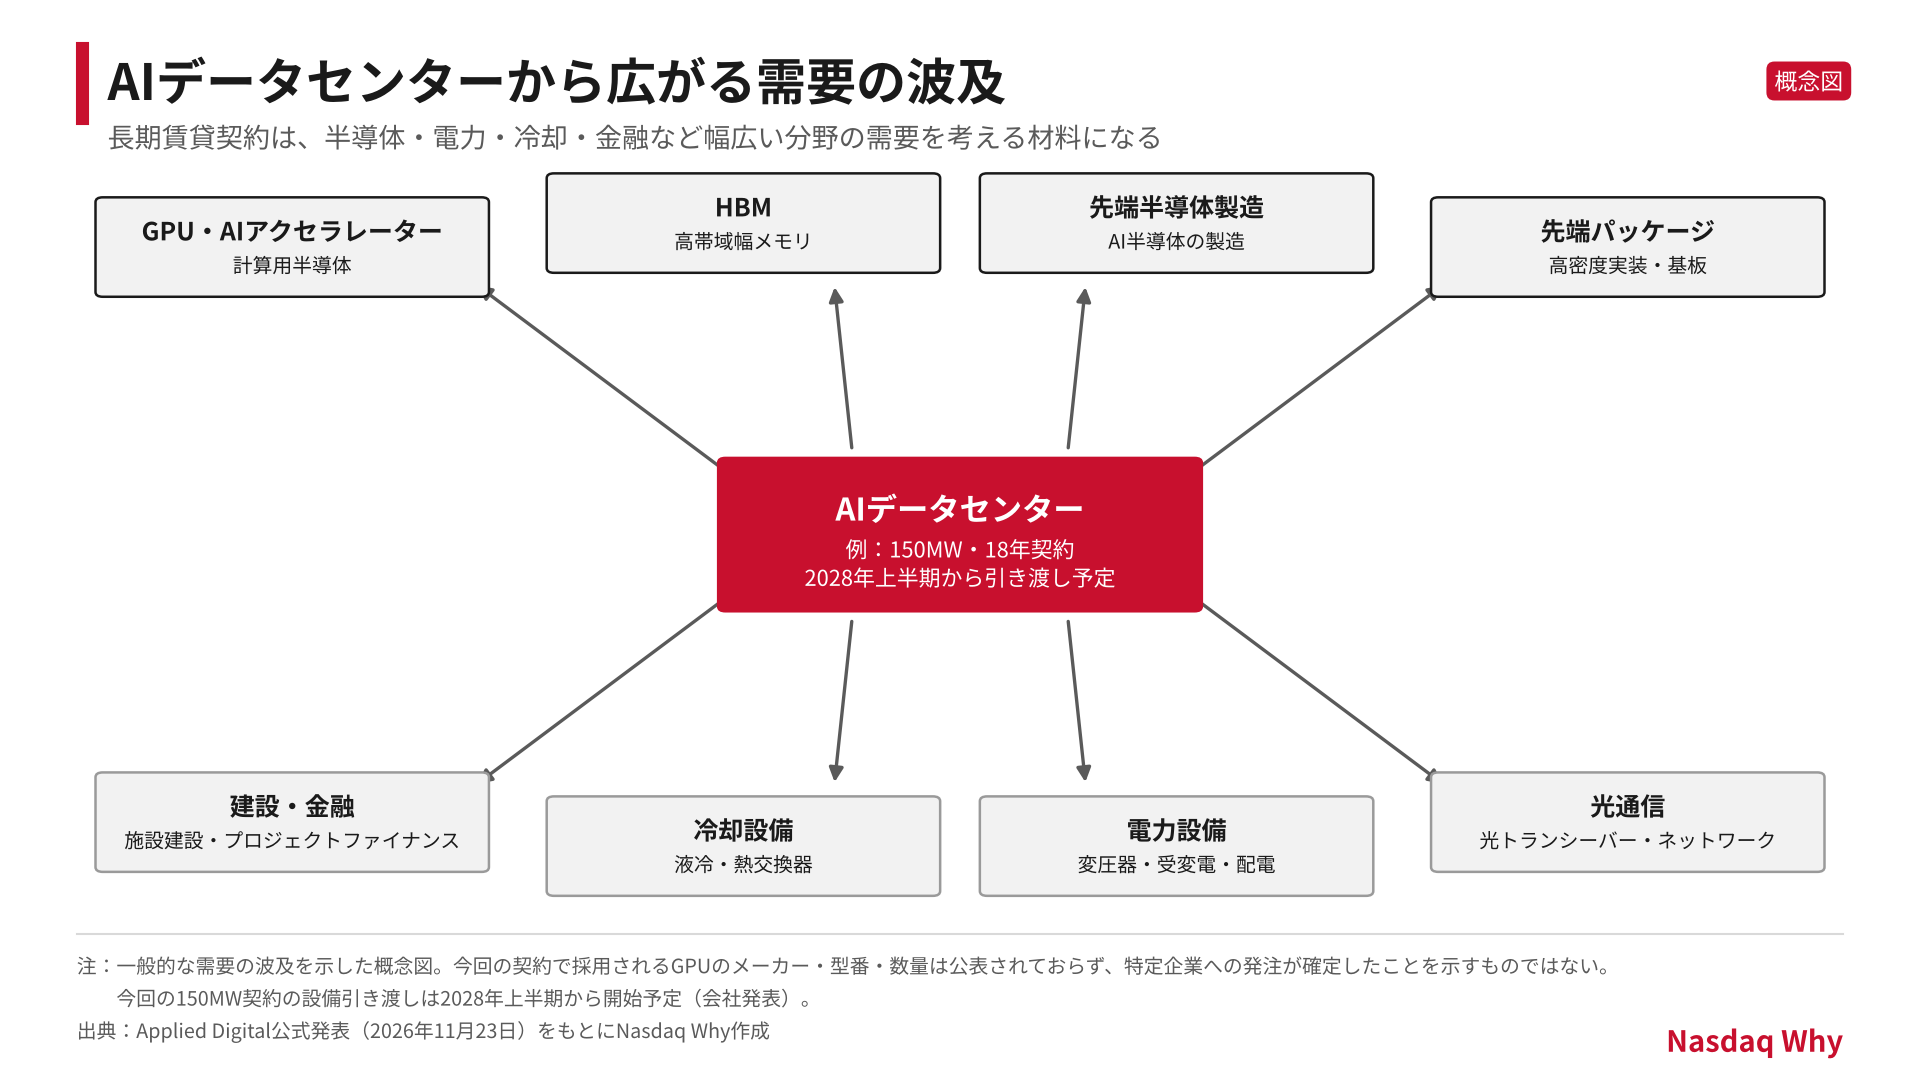 AIデータセンターから広がる需要の波及
概念図
長期賃貸契約は、半導体・電力・冷却・金融など幅広い分野の需要を考える材料になる
GPU・AIアクセラレーター
計算用半導体
HBM
高帯域幅メモリ
先端半導体製造
AI半導体の製造
先端パッケージ
高密度実装・基板
AIデータセンター
例：150MW・18年契約
2028年上半期から引き渡し予定
建設・金融
施設建設・プロジェクトファイナンス
冷却設備
液冷・熱交換器
電力設備
変圧器・受変電・配電
光通信
光トランシーバー・ネットワーク
注：一般的な需要の波及を示した概念図。今回の契約で採用されるGPUのメーカー・型番・数量は公表されておらず、特定企業への発注が確定したことを示すものではない。
今回の150MW契約の設備引き渡しは2028年上半期から開始予定（会社発表）。
出典：Applied Digital公式発表（2026年11月23日）をもとにNasdaq Why作成
Nasdaq Why